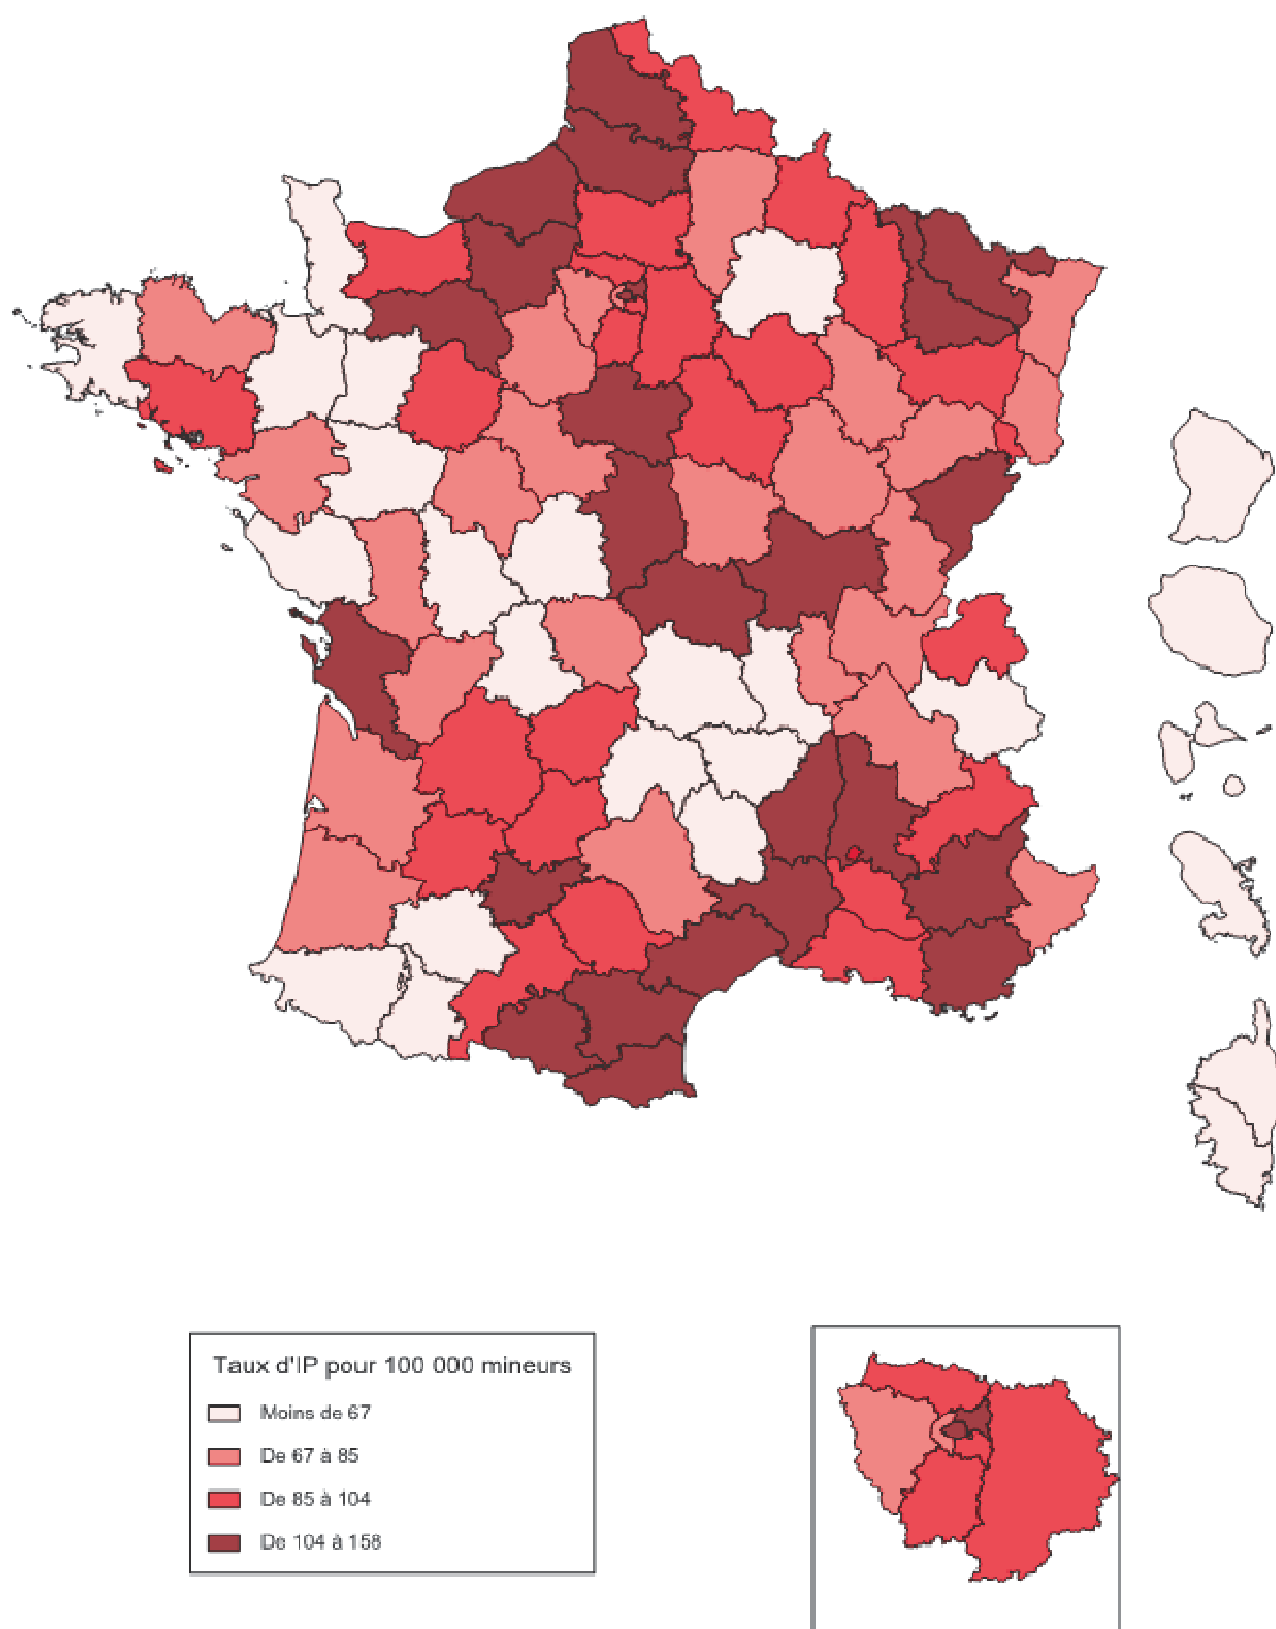 Taux d'IP pour 100 000 mineurs
Moins de 67
De 67 à 85
De 85 à 104
De 104 à 158